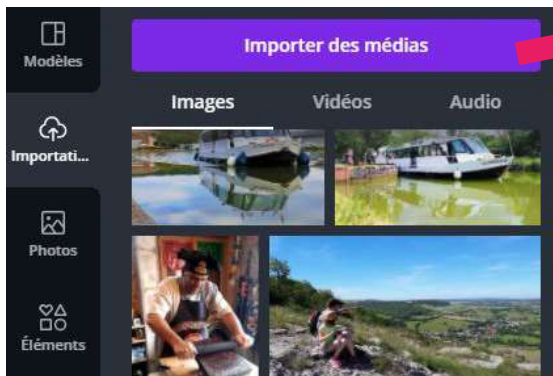 Modèles
Importati...
Photos
Éléments
Importer des médias
Images Vidéos Audio